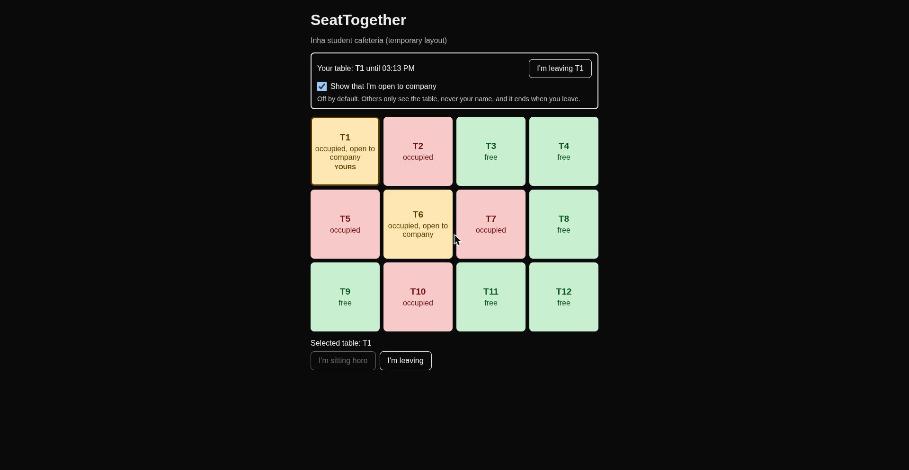 SeatTogether
Inha student cafeteria (temporary layout)
Your table: T1 until 03:13 PM
I'm leaving T1
Show that I'm open to company
Off by default. Others only see the table, never your name, and it ends when you leave.
T1
occupied, open to
company
YOURS
T2
occupied
T3
free
T4
free
T5
occupied
T6
occupied, open to
company
T7
occupied
T8
free
T9
free
T10
occupied
T11
free
T12
free
Selected table: T1
I'm sitting here
I'm leaving